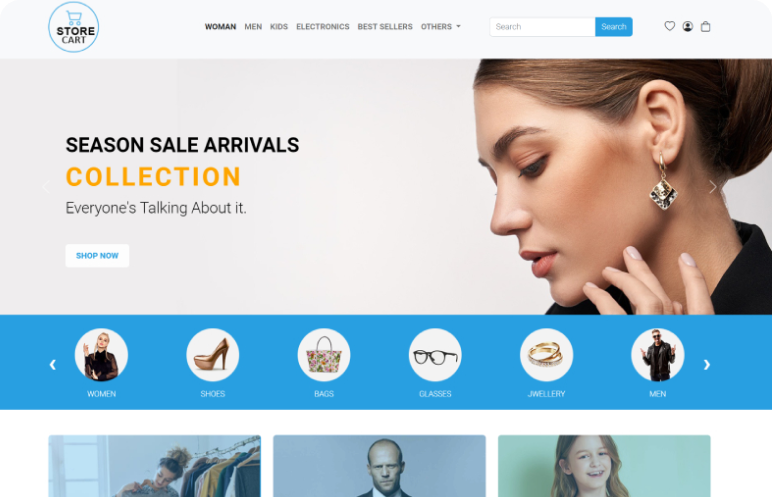 STORE
CART
WOMAN MEN KIDS ELECTRONICS BEST SELLERS OTHERS
Search Search
SEASON SALE ARRIVALS
COLLECTION
Everyone's Talking About it.
SHOP NOW
WOMEN SHOES BAGS GLASSES JWELLERY MEN